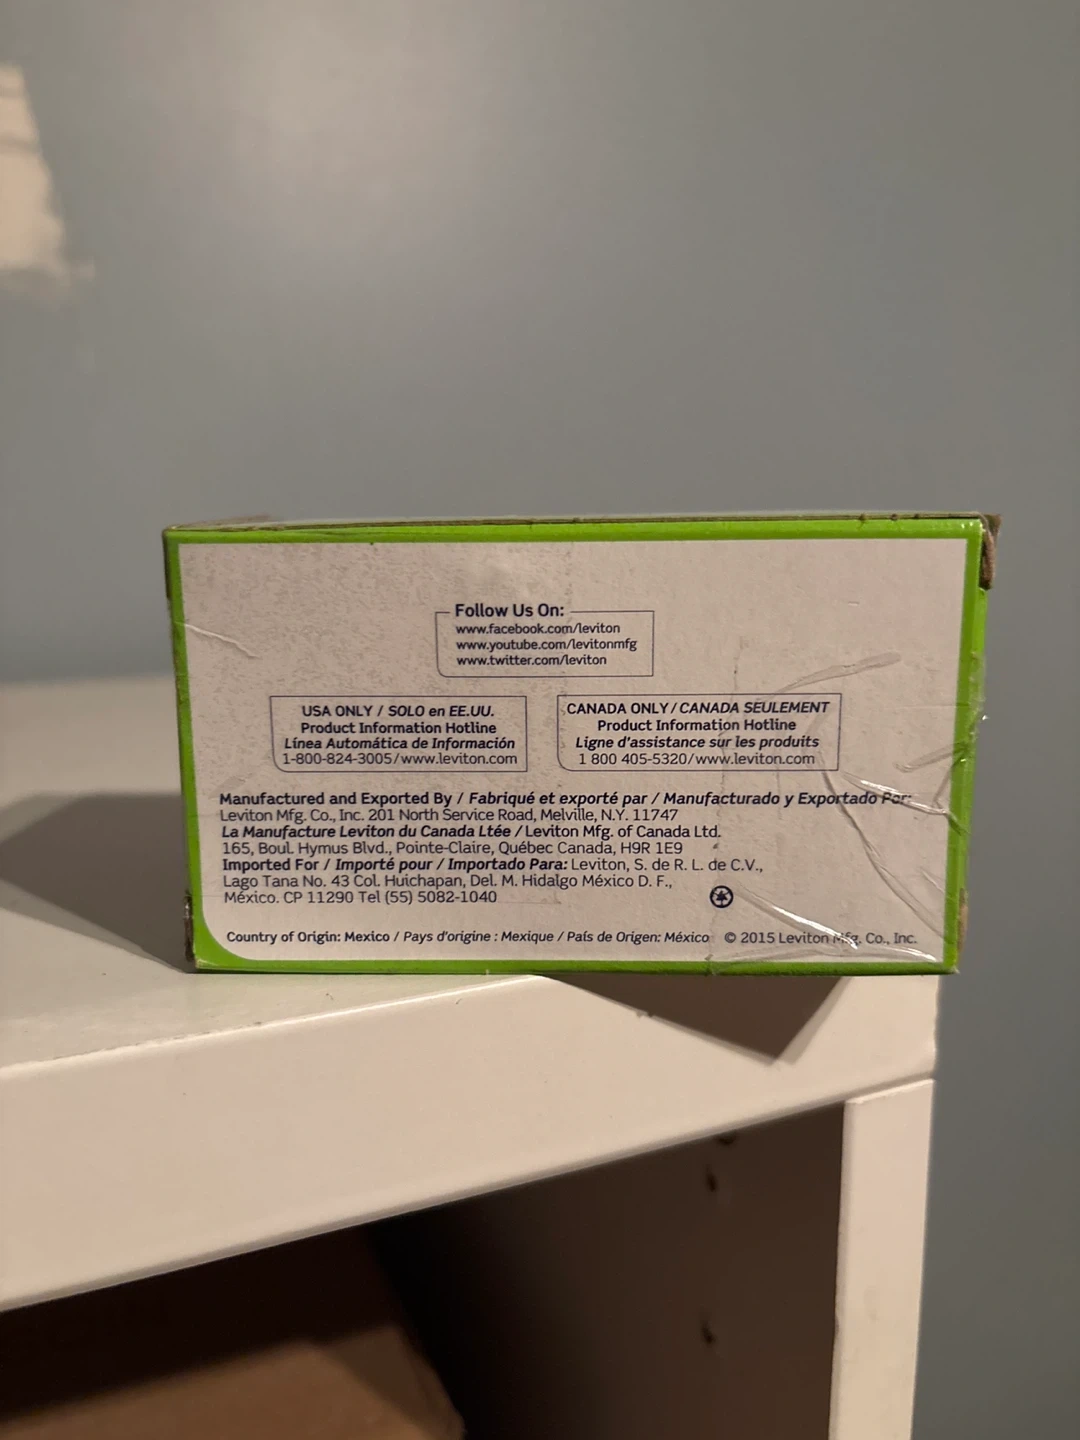 Follow Us On:
www.facebook.com/leviton
www.youtube.com/levitonmfg
www.twitter.com/leviton
USA ONLY / SOLO en EE.UU.
Product Information Hotline
Línea Automática de Información
1-800-824-3005/www.leviton.com
CANADA ONLY / CANADA SEULEMENT
Product Information Hotline
Ligne d'assistance sur les produits
1 800 405-5320/www.leviton.com
Manufactured and Exported By / Fabriqué et exporté par / Manufacturado y Exportado Por:
Leviton Mfg. Co., Inc. 201 North Service Road, Melville, N.Y. 11747
La Manufacture Leviton du Canada Ltée / Leviton Mfg. of Canada Ltd.
165, Boul. Hymus Blvd., Pointe-Claire, Québec Canada, H9R 1E9
Imported For / Importé pour / Importado Para: Leviton, S. de R. L. de C.V.,
Lago Tana No. 43 Col. Huichapan, Del. M. Hidalgo México D. F.,
México. CP 11290 Tel (55) 5082-1040
Country of Origin: Mexico / Pays d'origine : Mexique / País de Origen: México © 2015 Leviton Mfg. Co., Inc.